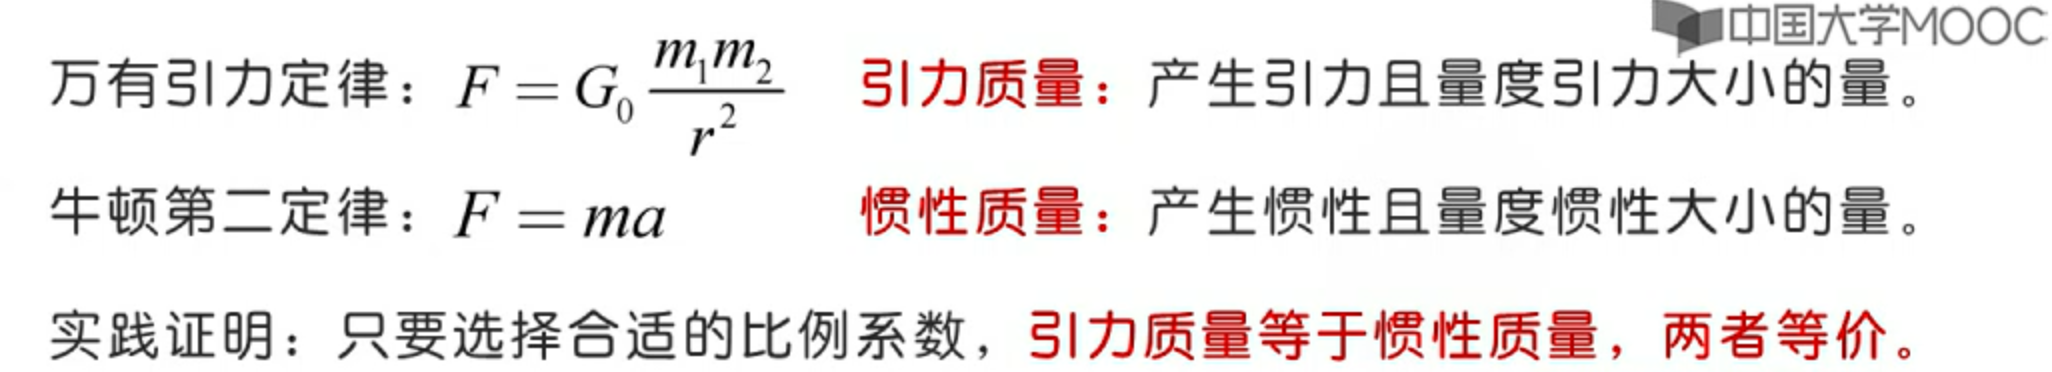 中国大学MOOC
万有引力定律：F = G₀ m₁m₂ / r² 引力质量：产生引力且量度引力大小的量。
牛顿第二定律：F = ma 惯性质量：产生惯性且量度惯性大小的量。
实践证明：只要选择合适的比例系数，引力质量等于惯性质量，两者等价。